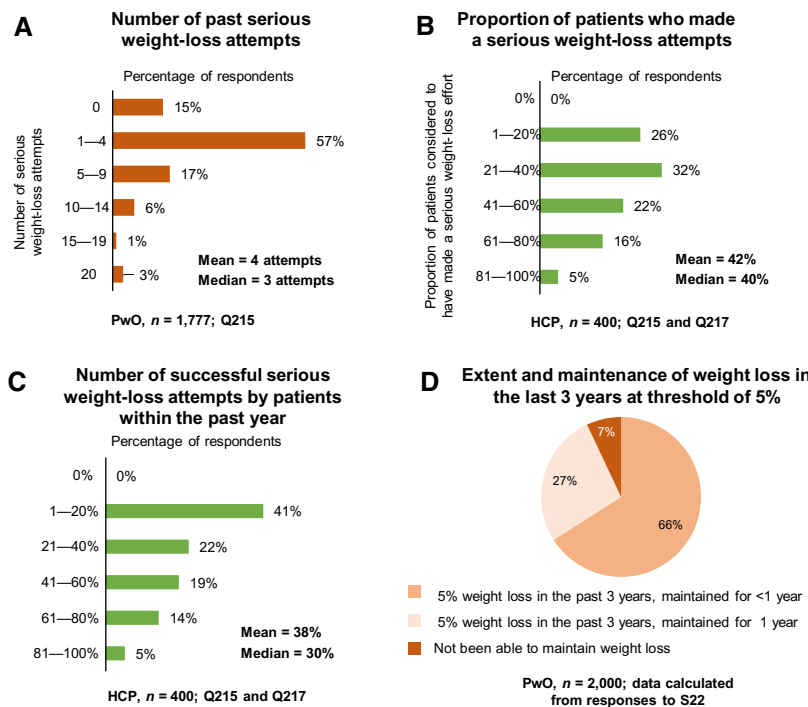 A
Number of past serious
weight-loss attempts
Percentage of respondents
Number of serious
weight-loss attempts
0
15%
1—4
57%
5—9
17%
10—14
6%
15—19
1%
20
3%
Mean = 4 attempts
Median = 3 attempts
PwO, n = 1,777; Q215
B
Proportion of patients who made
a serious weight-loss attempts
Percentage of respondents
Proportion of patients considered to
have made a serious weight-loss effort
0%
0%
1—20%
26%
21—40%
32%
41—60%
22%
61—80%
16%
81—100%
5%
Mean = 42%
Median = 40%
HCP, n = 400; Q215 and Q217
C
Number of successful serious
weight-loss attempts by patients
within the past year
Percentage of respondents
0%
0%
1—20%
41%
21—40%
22%
41—60%
19%
61—80%
14%
81—100%
5%
Mean = 38%
Median = 30%
HCP, n = 400; Q215 and Q217
D
Extent and maintenance of weight loss in
the last 3 years at threshold of 5%
7%
27%
66%
5% weight loss in the past 3 years, maintained for <1 year
5% weight loss in the past 3 years, maintained for 1 year
Not been able to maintain weight loss
PwO, n = 2,000; data calculated
from responses to S22